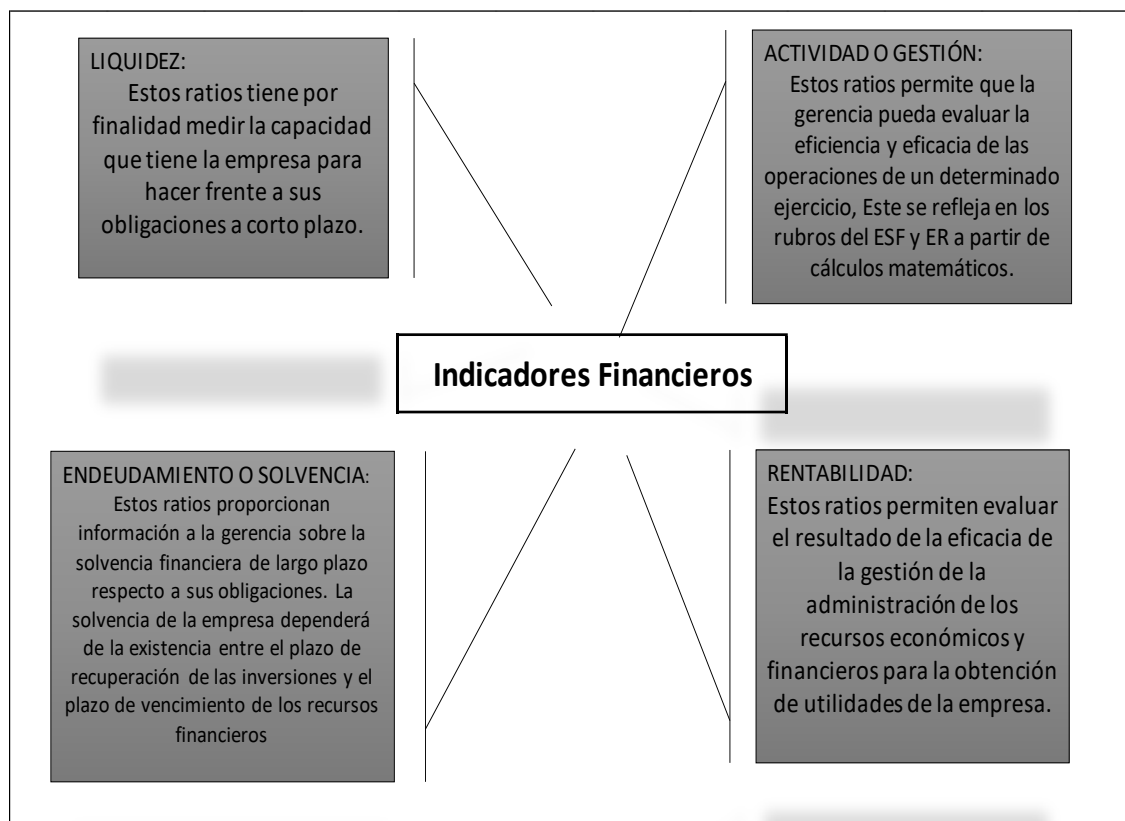 LIQUIDEZ:
Estos ratios tiene por
finalidad medir la capacidad
que tiene la empresa para
hacer frente a sus
obligaciones a corto plazo.
ACTIVIDAD O GESTIÓN:
Estos ratios permite que la
gerencia pueda evaluar la
eficiencia y eficacia de las
operaciones de un determinado
ejercicio, Este se refleja en los
rubros del ESF y ER a partir de
cálculos matemáticos.
Indicadores Financieros
ENDEUDAMIENTO O SOLVENCIA:
Estos ratios proporcionan
información a la gerencia sobre la
solvencia financiera de largo plazo
respecto a sus obligaciones. La
solvencia de la empresa dependerá
de la existencia entre el plazo de
recuperación de las inversiones y el
plazo de vencimiento de los recursos
financieros
RENTABILIDAD:
Estos ratios permiten evaluar
el resultado de la eficacia de
la gestión de la
administración de los
recursos económicos y
financieros para la obtención
de utilidades de la empresa.